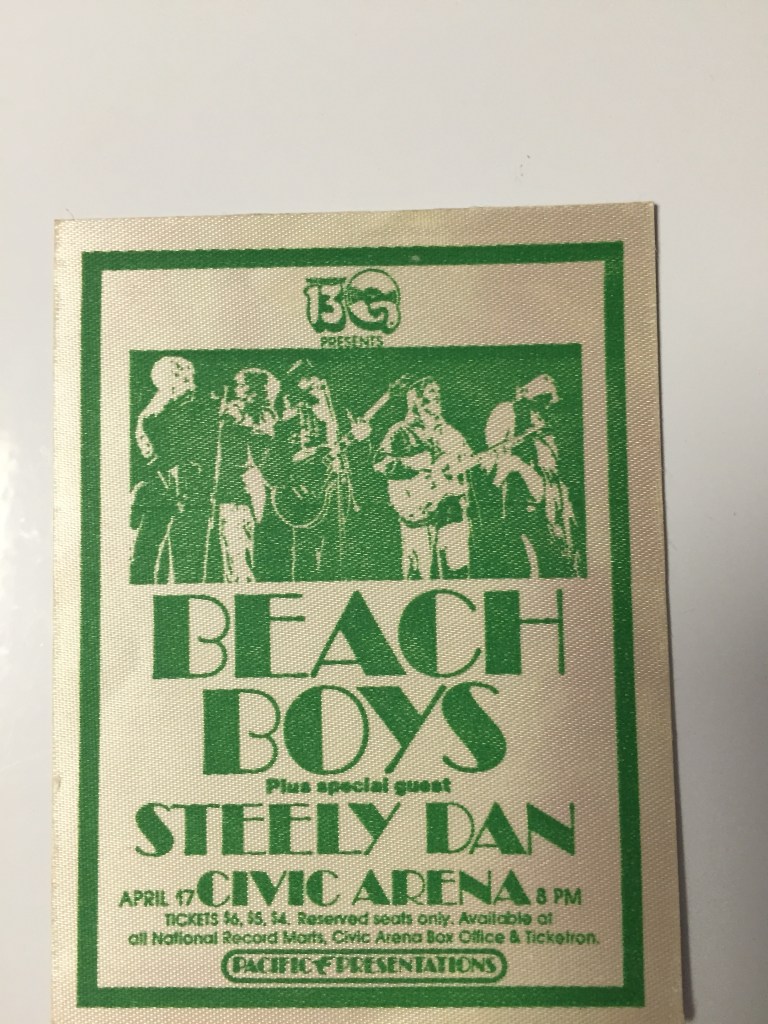 13Q
PRESENTS
BEACH
BOYS
Plus special guest
STEELY DAN
APRIL 17 CIVIC ARENA 8 PM
TICKETS $6, $5, $4. Reserved seats only. Available at
all National Record Marts, Civic Arena Box Office & Ticketron.
PACIFIC PRESENTATIONS